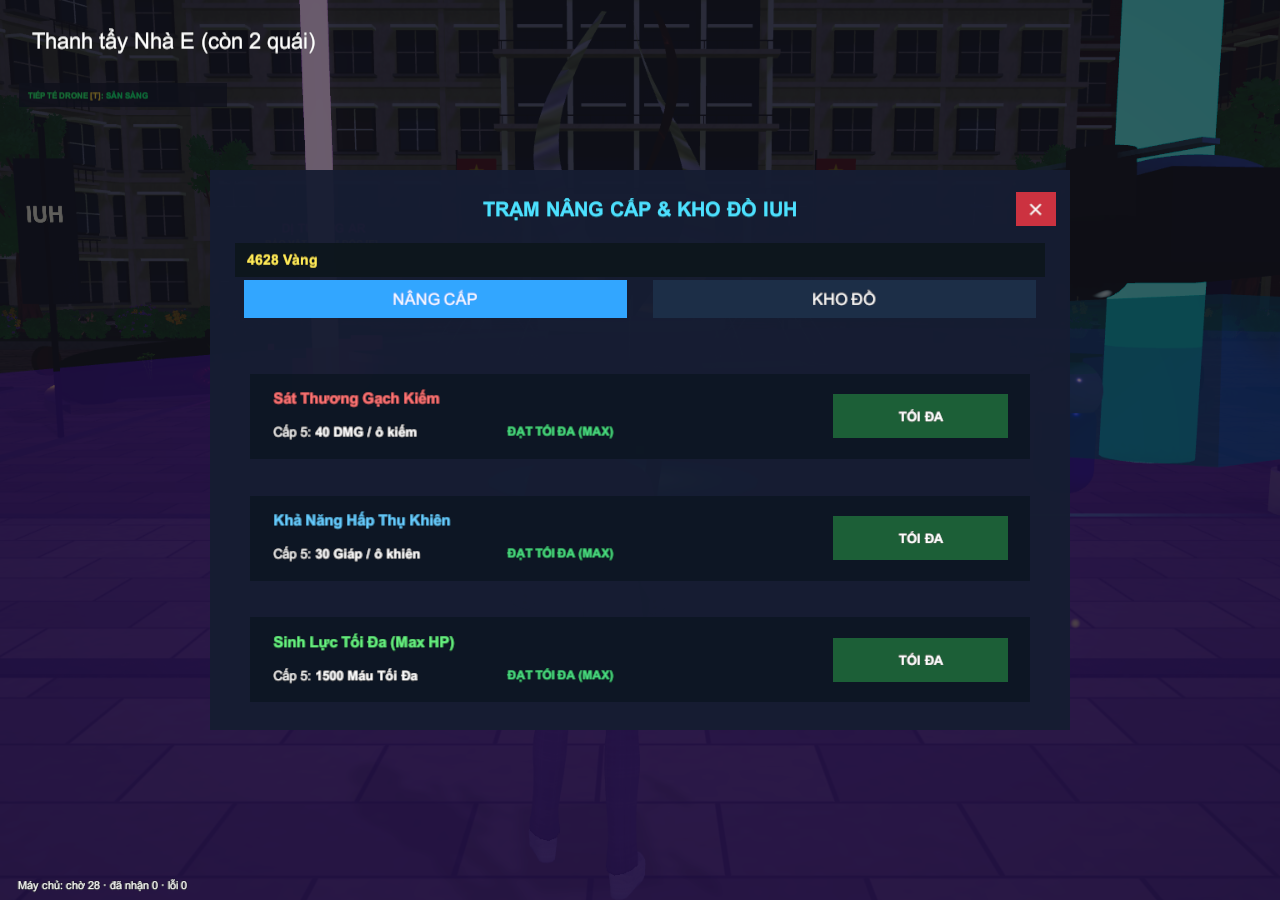 Thanh tẩy Nhà E (còn 2 quái)
TIẾP TẾ DRONE [T]: SẴN SÀNG
IUH
TRẠM NÂNG CẤP & KHO ĐỒ IUH
×
4628 Vàng
NÂNG CẤP
KHO ĐỒ
Sát Thương Gạch Kiếm
Cấp 5: 40 DMG / ô kiếm
ĐẠT TỐI ĐA (MAX)
TỐI ĐA
Khả Năng Hấp Thụ Khiên
Cấp 5: 30 Giáp / ô khiên
ĐẠT TỐI ĐA (MAX)
TỐI ĐA
Sinh Lực Tối Đa (Max HP)
Cấp 5: 1500 Máu Tối Đa
ĐẠT TỐI ĐA (MAX)
TỐI ĐA
Máy chủ: chờ 28 · đã nhận 0 · lỗi 0